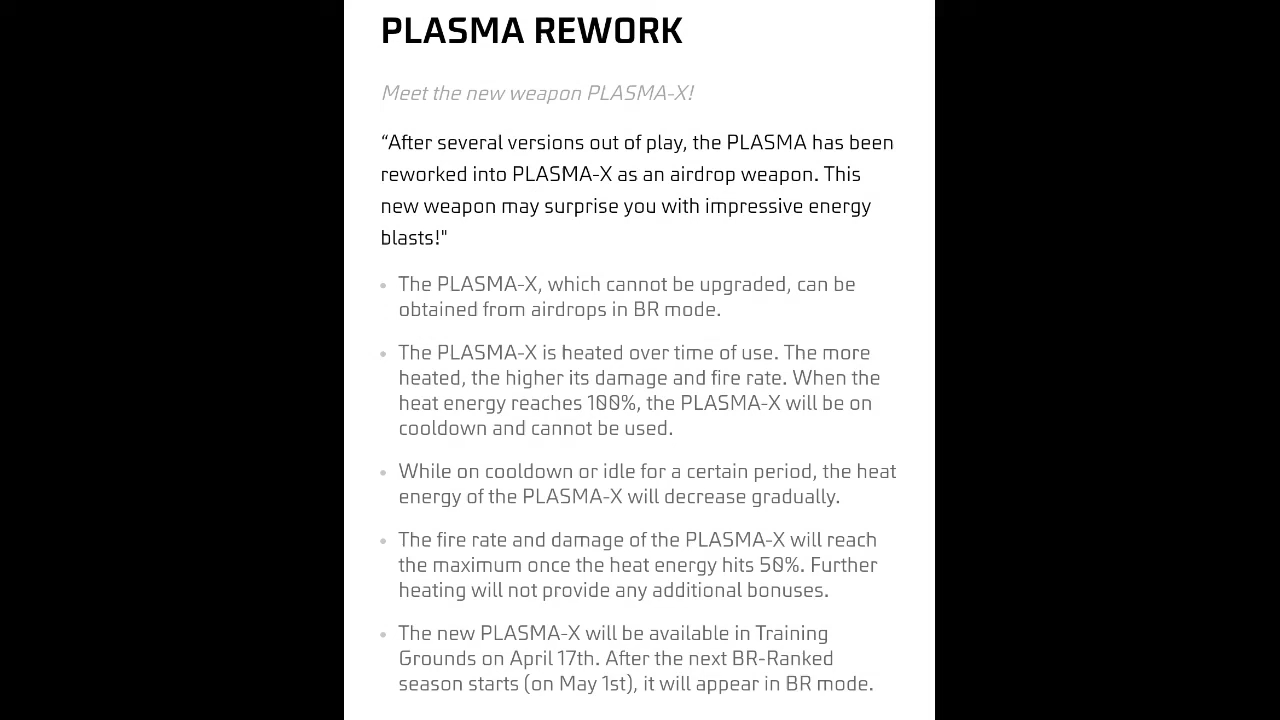 PLASMA REWORK
Meet the new weapon PLASMA-X!
“After several versions out of play, the PLASMA has been
reworked into PLASMA-X as an airdrop weapon. This
new weapon may surprise you with impressive energy
blasts!"
• The PLASMA-X, which cannot be upgraded, can be
obtained from airdrops in BR mode.
• The PLASMA-X is heated over time of use. The more
heated, the higher its damage and fire rate. When the
heat energy reaches 100%, the PLASMA-X will be on
cooldown and cannot be used.
• While on cooldown or idle for a certain period, the heat
energy of the PLASMA-X will decrease gradually.
• The fire rate and damage of the PLASMA-X will reach
the maximum once the heat energy hits 50%. Further
heating will not provide any additional bonuses.
• The new PLASMA-X will be available in Training
Grounds on April 17th. After the next BR-Ranked
season starts (on May 1st), it will appear in BR mode.